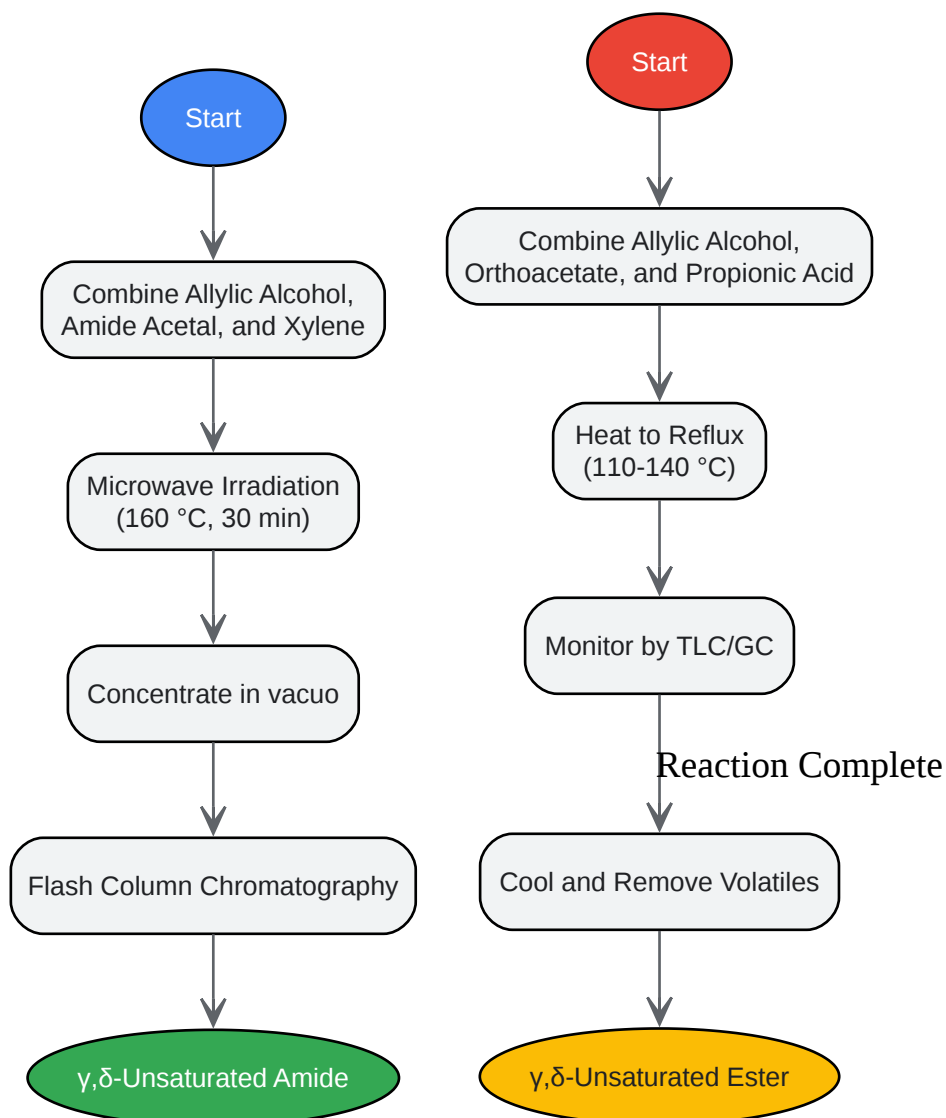 Start
Combine Allylic Alcohol,
Amide Acetal, and Xylene
Microwave Irradiation
(160 °C, 30 min)
Concentrate in vacuo
Flash Column Chromatography
γ,δ-Unsaturated Amide
Start
Combine Allylic Alcohol,
Orthoacetate, and Propionic Acid
Heat to Reflux
(110-140 °C)
Monitor by TLC/GC
Reaction Complete
Cool and Remove Volatiles
γ,δ-Unsaturated Ester